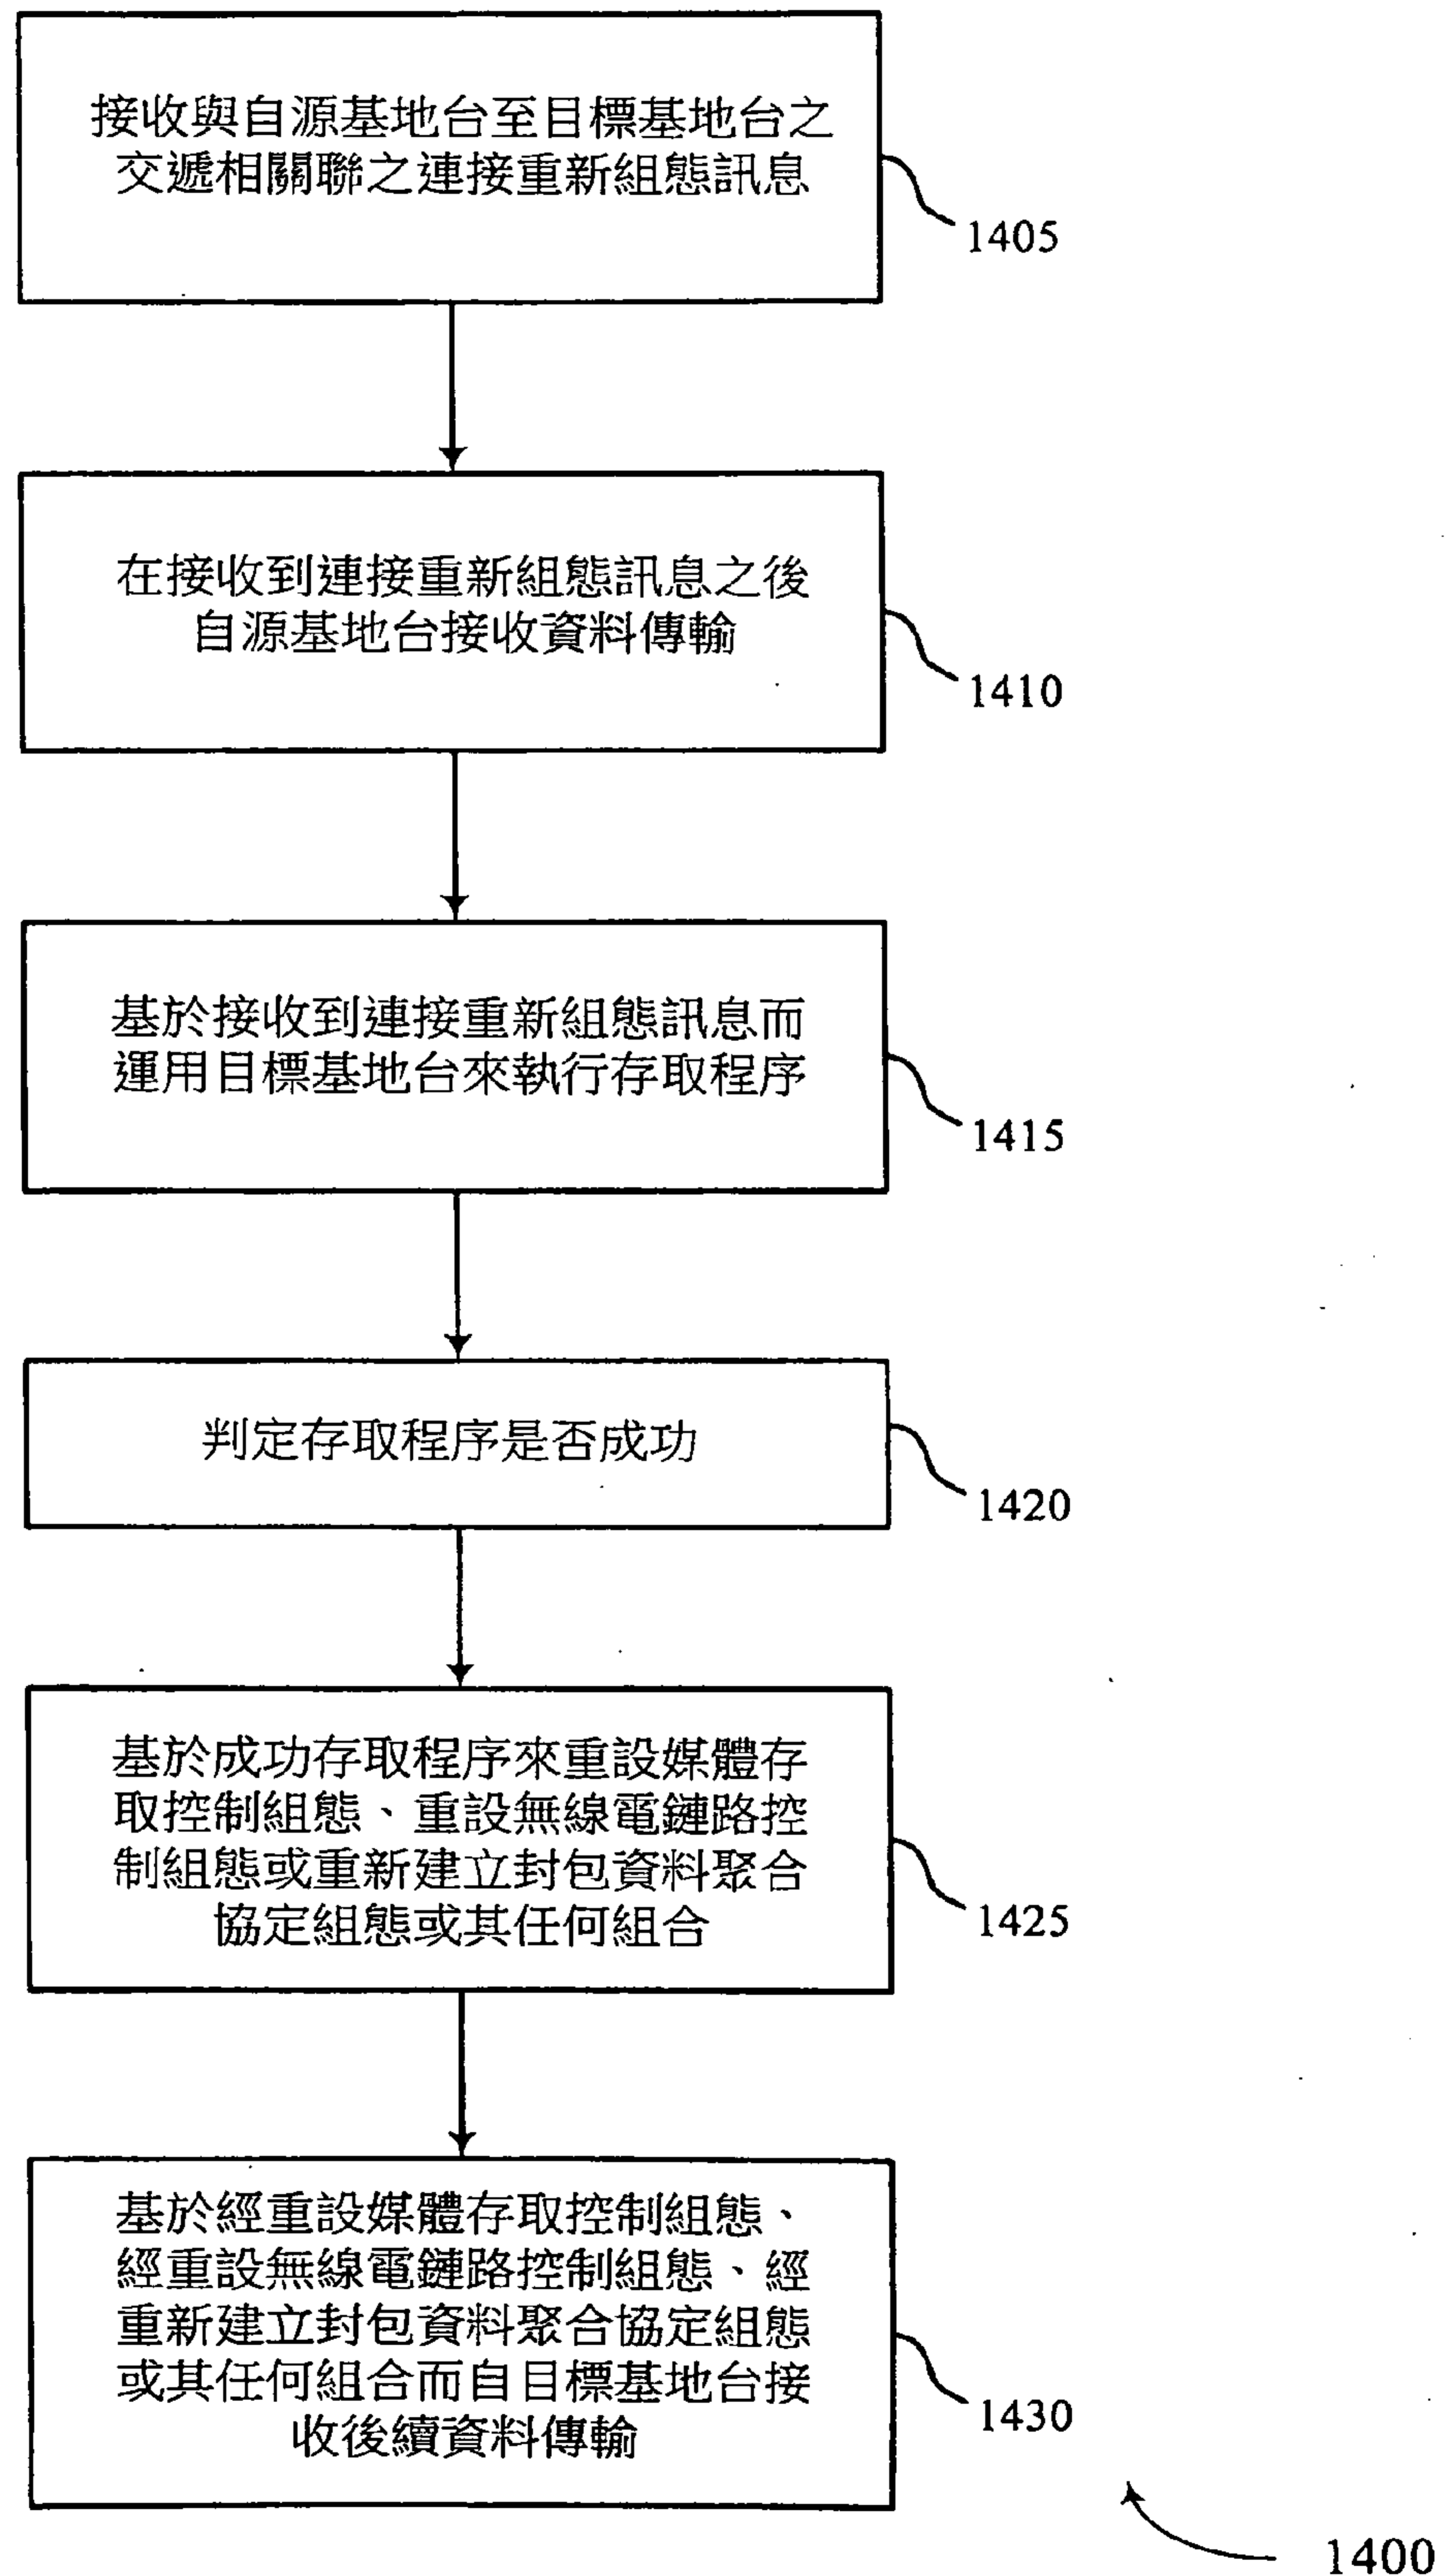 接收與自源基地台至目標基地台之
交遞相關聯之連接重新組態訊息
1405
在接收到連接重新組態訊息之後
自源基地台接收資料傳輸
1410
基於接收到連接重新組態訊息而
運用目標基地台來執行存取程序
1415
判定存取程序是否成功
1420
基於成功存取程序來重設媒體存
取控制組態、重設無線電鏈路控
制組態或重新建立封包資料聚合
協定組態或其任何組合
1425
基於經重設媒體存取控制組態、
經重設無線電鏈路控制組態、經
重新建立封包資料聚合協定組態
或其任何組合而自目標基地台接
收後續資料傳輸
1430
1400